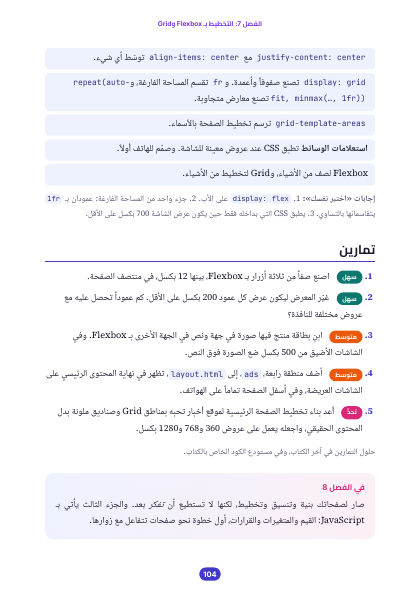 الفصل 7: التخطيط بـ Flexbox وGrid
justify-content: center مع align-items: center توسّط أي شيء.
display: grid تصنع صفوفاً وأعمدة. و fr تقسم المساحة الفارغة، و repeat(auto-
fit, minmax(…, 1fr)) تصنع معارض متجاوبة.
grid-template-areas ترسم تخطيط الصفحة بالأسماء.
استعلامات الوسائط تطبق CSS عند عروض معينة للشاشة. وصمّم للهاتف أولاً.
Flexbox لصف من الأشياء، وGrid لتخطيط من الأشياء.
إجابات «اختبر نفسك»: 1. display: flex على الأب. 2. جزء واحد من المساحة الفارغة: عمودان بـ 1fr
يتقاسمانها بالتساوي. 3. يطبق CSS التي بداخله فقط حين يكون عرض الشاشة 700 بكسل على الأقل.
تمارين
1. سهل اصنع صفاً من ثلاثة أزرار بـ Flexbox، بينها 12 بكسل، في منتصف الصفحة.
2. سهل غيّر المعرض ليكون عرض كل عمود 200 بكسل على الأقل. كم عموداً تحصل عليه مع
عروض مختلفة للنافذة؟
3. متوسط ابنِ بطاقة منتج فيها صورة في جهة ونص في الجهة الأخرى بـ Flexbox. وفي
الشاشات الأضيق من 500 بكسل ضع الصورة فوق النص.
4. متوسط أضف منطقة رابعة، ads، إلى layout.html، تظهر في نهاية المحتوى الرئيسي على
الشاشات العريضة، وفي أسفل الصفحة تماماً على الهواتف.
5. تحدٍّ أعد بناء تخطيط الصفحة الرئيسية لموقع أخبار تحبه بمناطق Grid وصناديق ملونة بدل
المحتوى الحقيقي، واجعله يعمل على عروض 360 و768 و1280 بكسل.
حلول التمارين في آخر الكتاب، وفي مستودع الكود الخاص بالكتاب.
في الفصل 8
صار لصفحاتك بنية وتنسيق وتخطيط، لكنها لا تستطيع أن تفكر بعد. والجزء الثالث يأتي بـ
JavaScript: القيم والمتغيرات والقرارات، أول خطوة نحو صفحات تتفاعل مع زوارها.
104